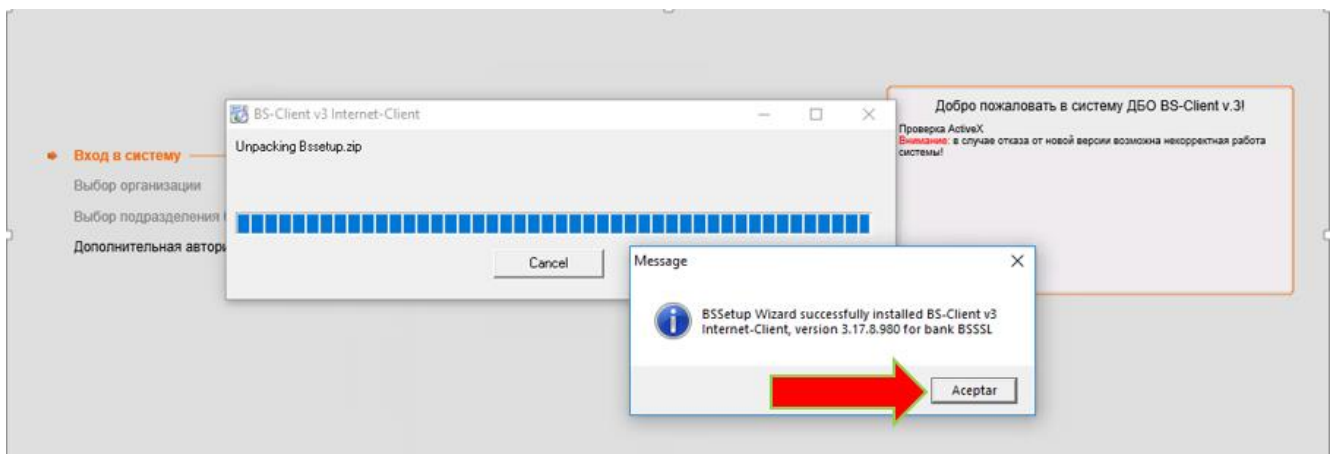 Добро пожаловать в систему ДБО BS-Client v.3!
Проверка ActiveX
Внимание: в случае отказа от новой версии возможна некорректная работа
системы!
Вход в систему
Выбор организации
Выбор подразделения
Дополнительная автори
BS-Client v3 Internet-Client
Unpacking Bssetup.zip
Cancel
Message
BSSetup Wizard successfully installed BS-Client v3
Internet-Client, version 3.17.8.980 for bank BSSSL
Aceptar